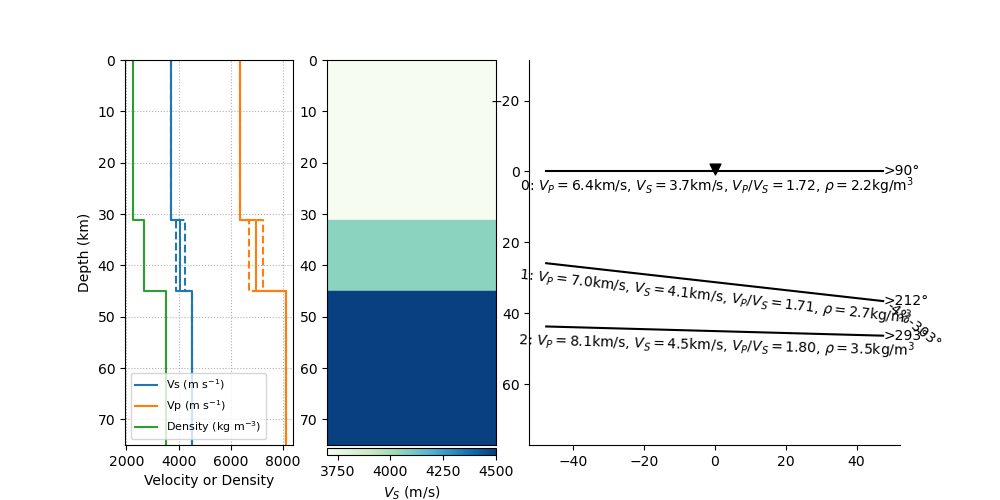 0
10
20
30
40
50
60
70
Depth (km)
2000 4000 6000 8000
Velocity or Density
Vs (m s⁻¹)
Vp (m s⁻¹)
Density (kg m⁻³)
0
10
20
30
40
50
60
70
3750 4000 4250 4500
V_S (m/s)
−20
0
20
40
60
−40 −20 0 20 40
>90°
0: V_P = 6.4km/s, V_S = 3.7km/s, V_P/V_S = 1.72, ρ = 2.2kg/m³
>212°
1: V_P = 7.0km/s, V_S = 4.1km/s, V_P/V_S = 1.71, ρ = 2.7kg/m³
>293°
2: V_P = 8.1km/s, V_S = 4.5km/s, V_P/V_S = 1.80, ρ = 3.5kg/m³